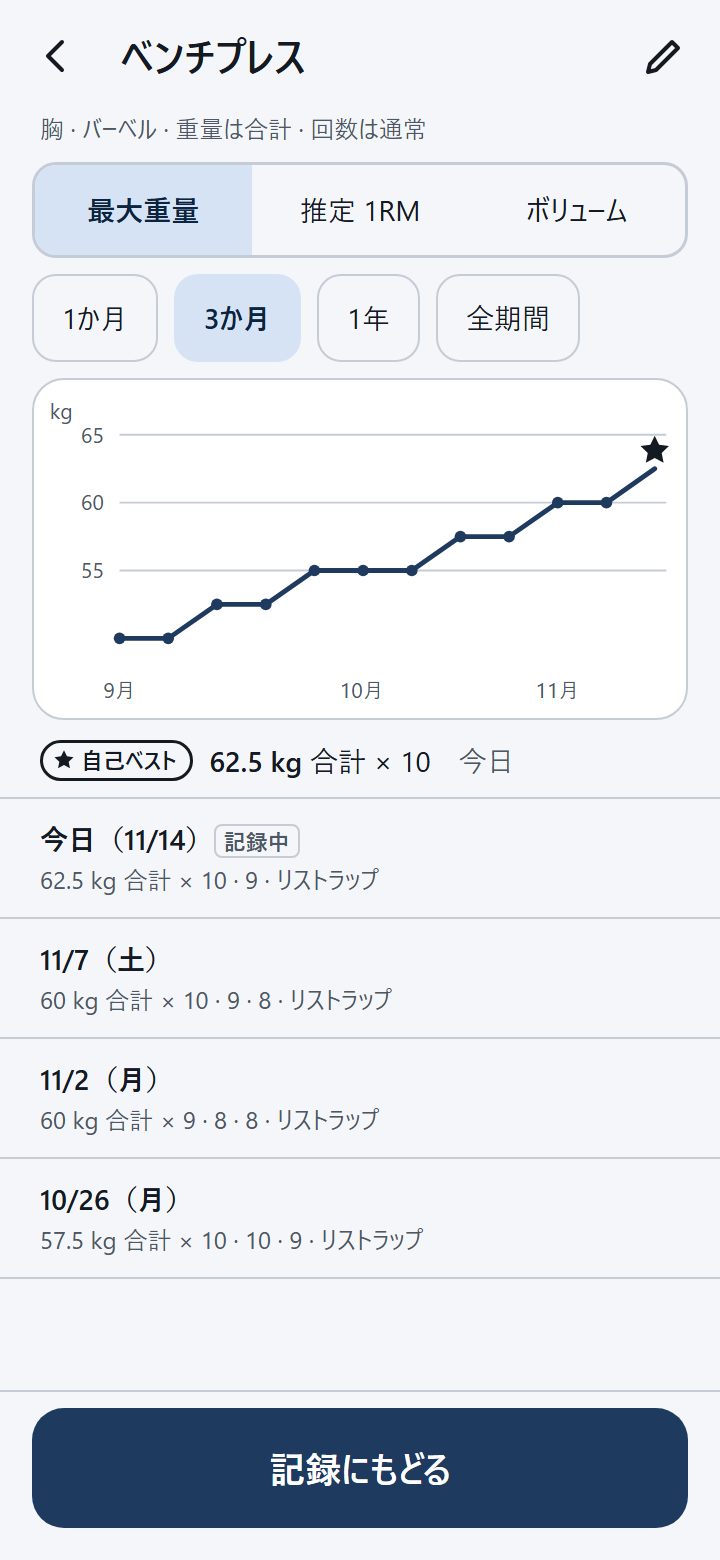 ベンチプレス
胸 · バーベル · 重量は合計 · 回数は通常
最大重量 推定 1RM ボリューム
1か月 3か月 1年 全期間
kg
65
60
55
9月 10月 11月
★ 自己ベスト 62.5 kg 合計 × 10 今日
今日（11/14） 記録中
62.5 kg 合計 × 10 · 9 · リストラップ
11/7（土）
60 kg 合計 × 10 · 9 · 8 · リストラップ
11/2（月）
60 kg 合計 × 9 · 8 · 8 · リストラップ
10/26（月）
57.5 kg 合計 × 10 · 10 · 9 · リストラップ
記録にもどる